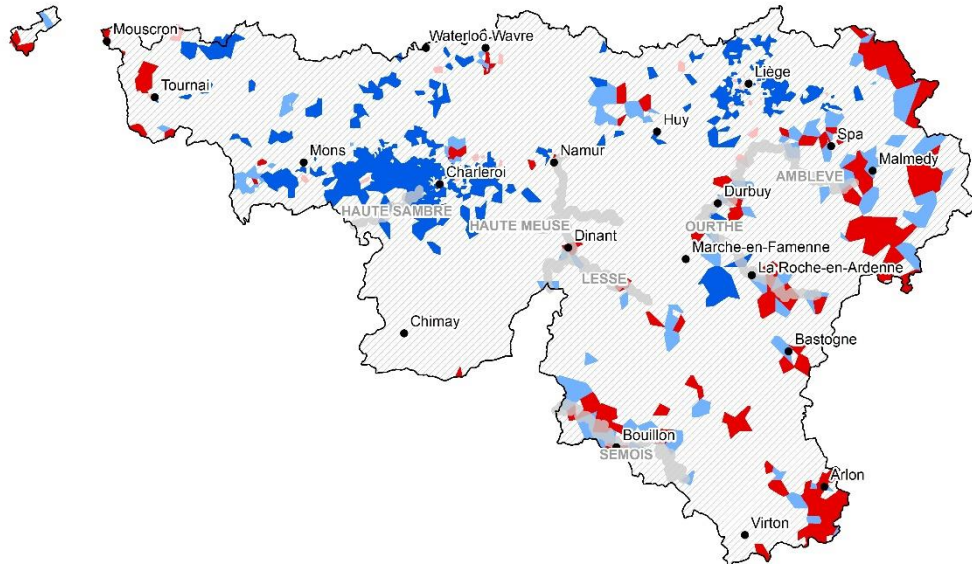 Mouscron
Waterloo
Wavre
Tournai
Liège
Huy
Spa
Mons
Namur
Malmedy
Charleroi
AMBLEVE
Durbuy
HAUTE SAMBRE
HAUTE MEUSE
OURTHE
Dinant
Marche-en-Famenne
La Roche-en-Ardenne
LESSE
Chimay
Bastogne
Bouillon
SEMOIS
Arlon
Virton